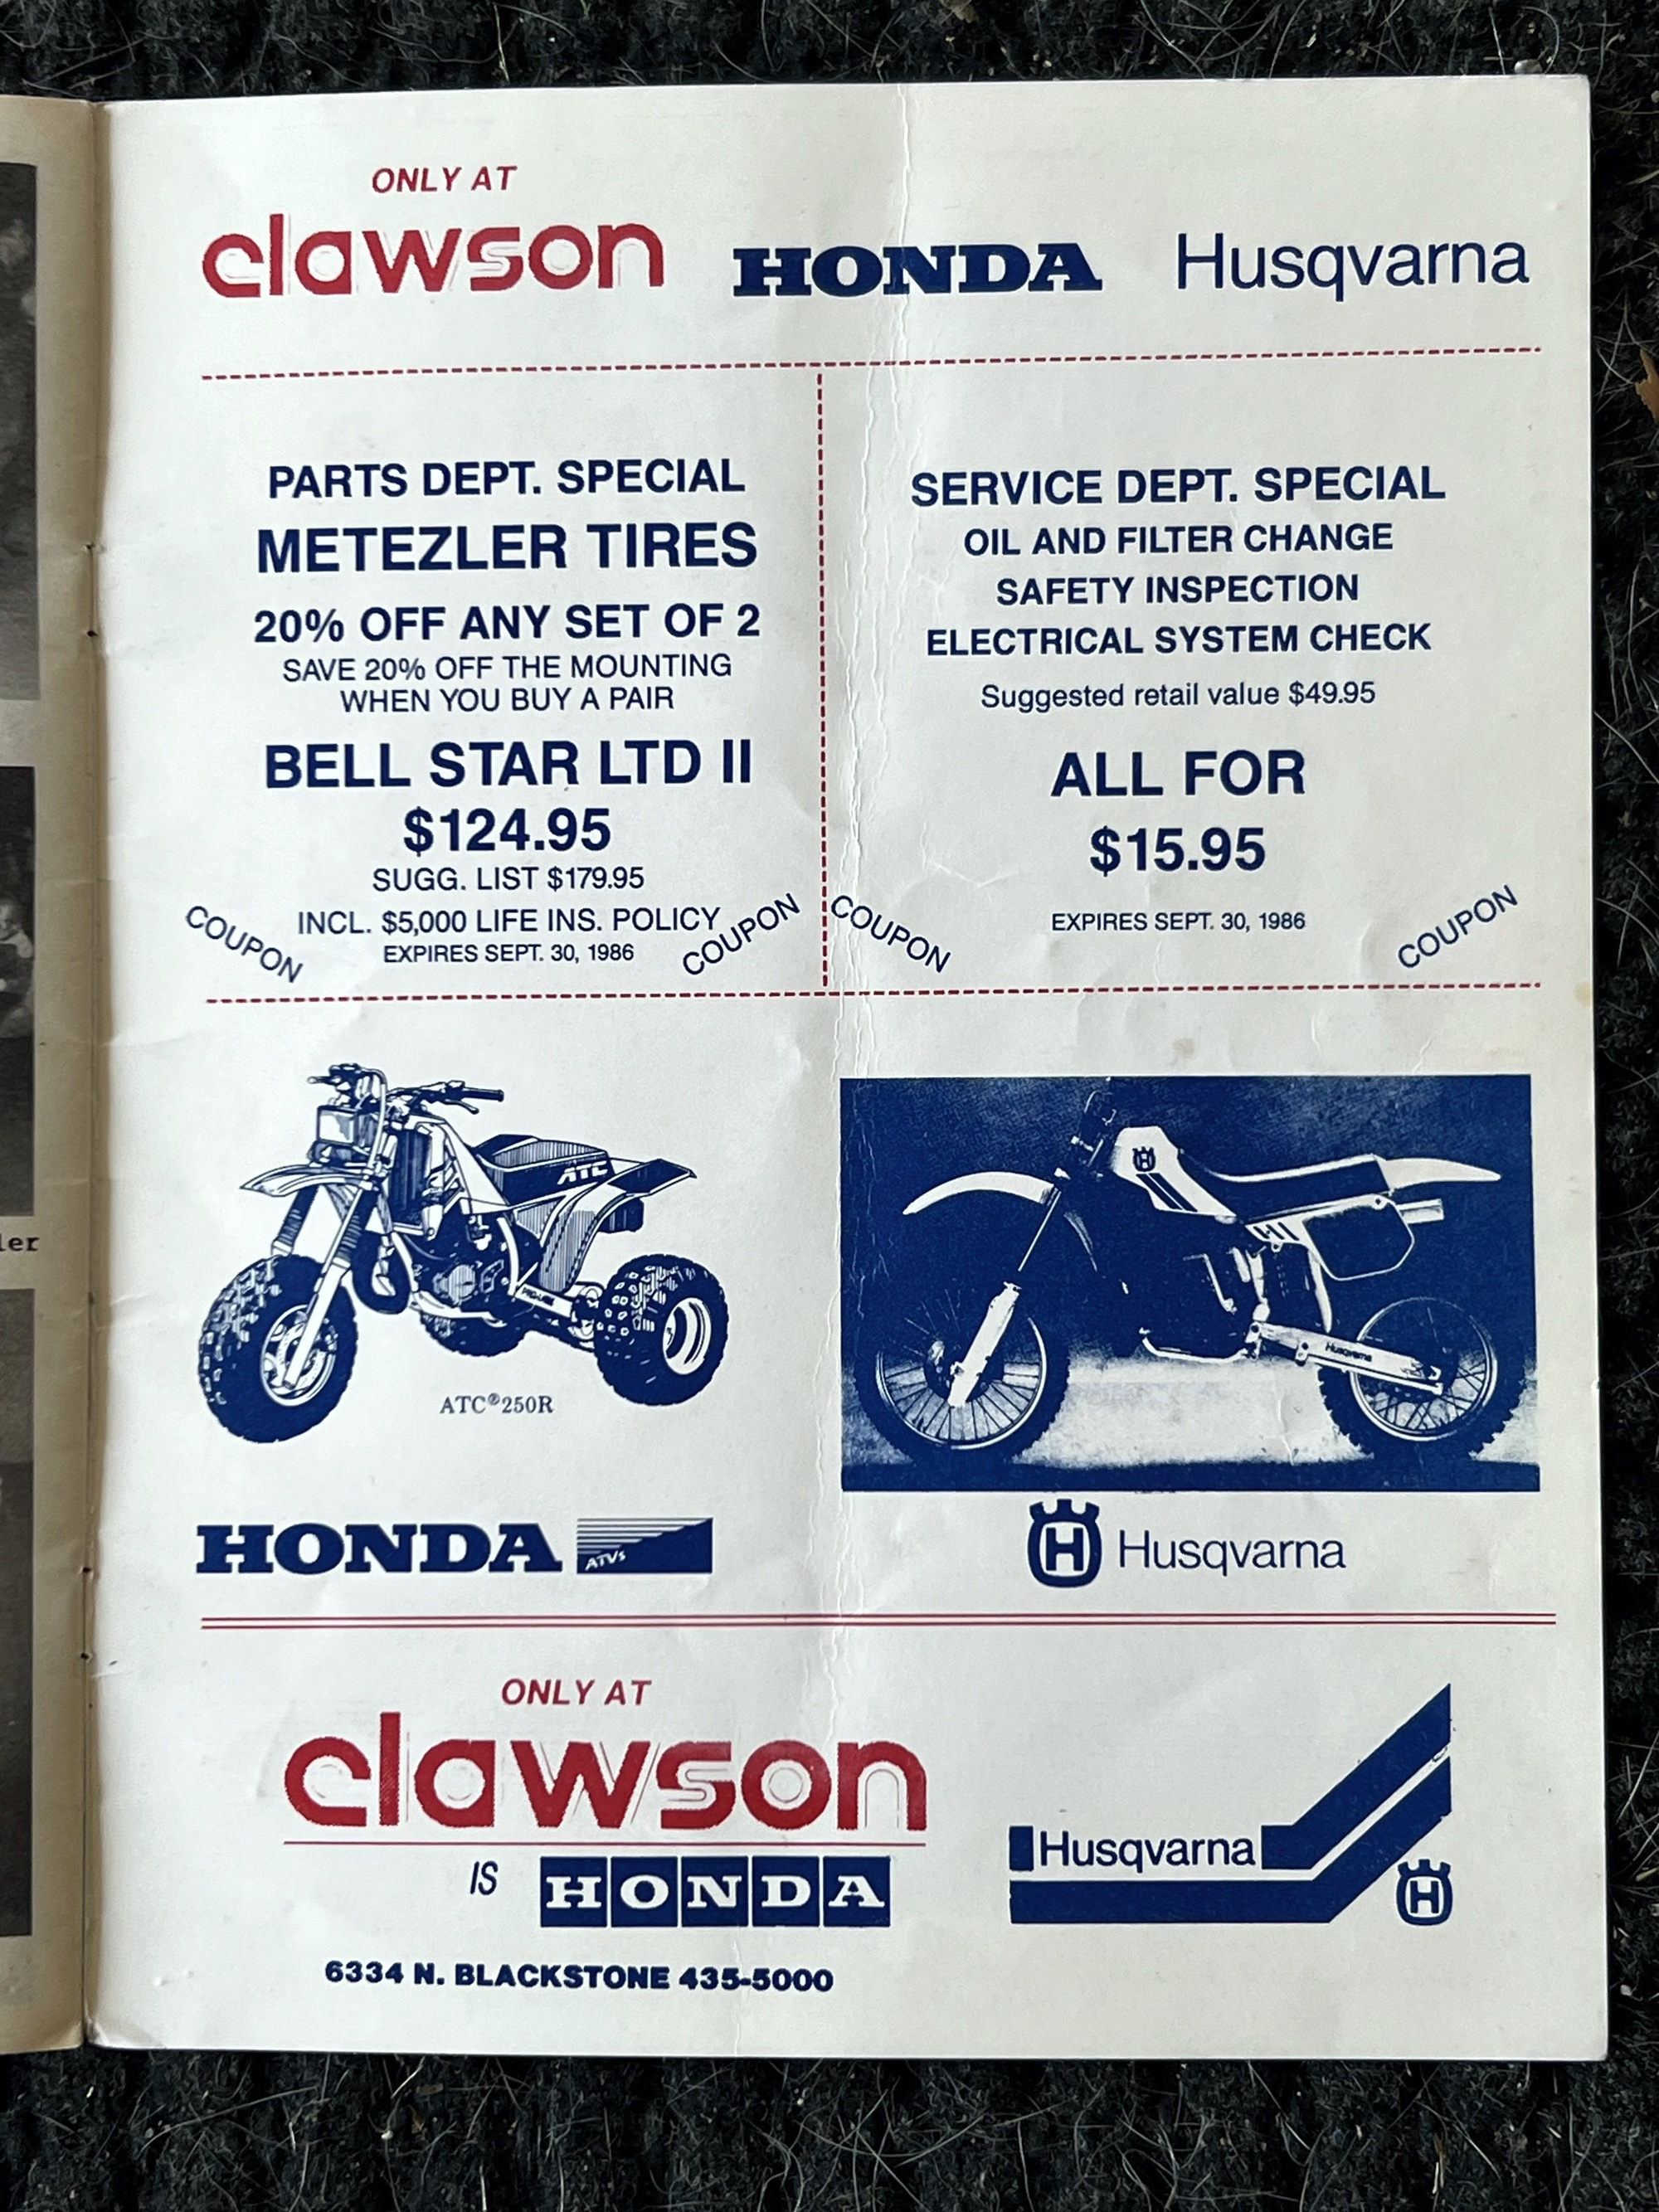 ONLY AT
clawson HONDA Husqvarna
PARTS DEPT. SPECIAL
METEZLER TIRES
20% OFF ANY SET OF 2
SAVE 20% OFF THE MOUNTING
WHEN YOU BUY A PAIR
BELL STAR LTD II
$124.95
SUGG. LIST $179.95
INCL. $5,000 LIFE INS. POLICY
EXPIRES SEPT. 30, 1986
COUPON
COUPON
SERVICE DEPT. SPECIAL
OIL AND FILTER CHANGE
SAFETY INSPECTION
ELECTRICAL SYSTEM CHECK
Suggested retail value $49.95
ALL FOR
$15.95
EXPIRES SEPT. 30, 1986
COUPON
COUPON
ler
ATC
PRO-LINK
ATC®250R
HONDA ATVs
H
Husqvarna
H Husqvarna
ONLY AT
clawson
IS HONDA
6334 N. BLACKSTONE 435-5000
Husqvarna
H